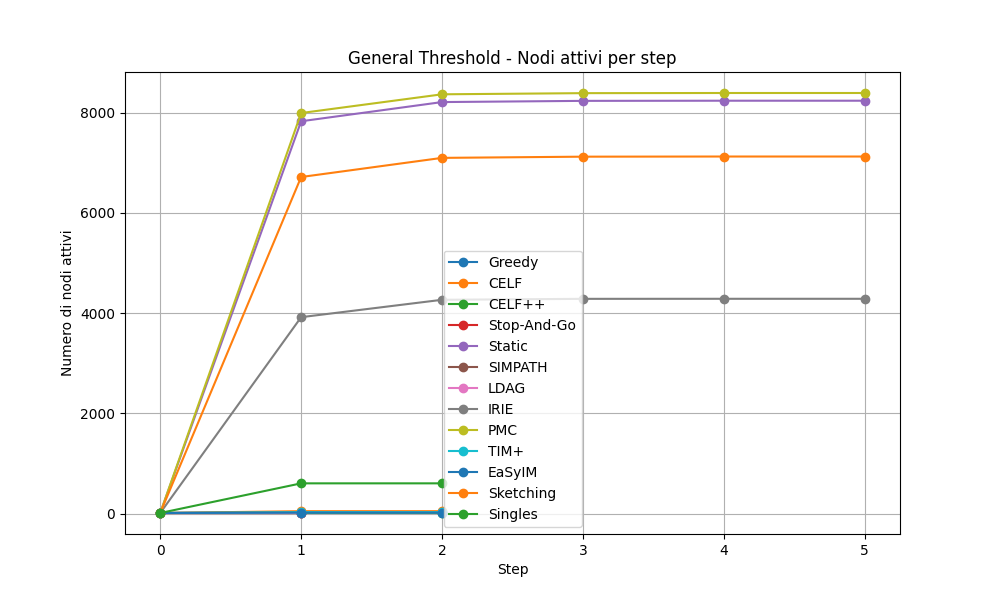 General Threshold - Nodi attivi per step
Numero di nodi attivi
8000
6000
4000
2000
0
Greedy
CELF
CELF++
Stop-And-Go
Static
SIMPATH
LDAG
IRIE
PMC
TIM+
EaSyIM
Sketching
Singles
0 1 2 3 4 5
Step